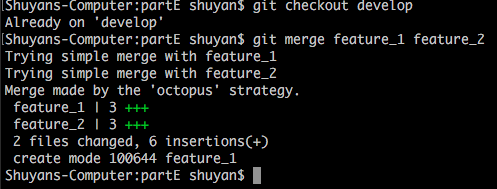 [Shuyans-Computer:partE shuyan$ git checkout develop
Already on 'develop'
[Shuyans-Computer:partE shuyan$ git merge feature_1 feature_2
Trying simple merge with feature_1
Trying simple merge with feature_2
Merge made by the 'octopus' strategy.
 feature_1 | 3 +++
 feature_2 | 3 +++
 2 files changed, 6 insertions(+)
 create mode 100644 feature_1
Shuyans-Computer:partE shuyan$